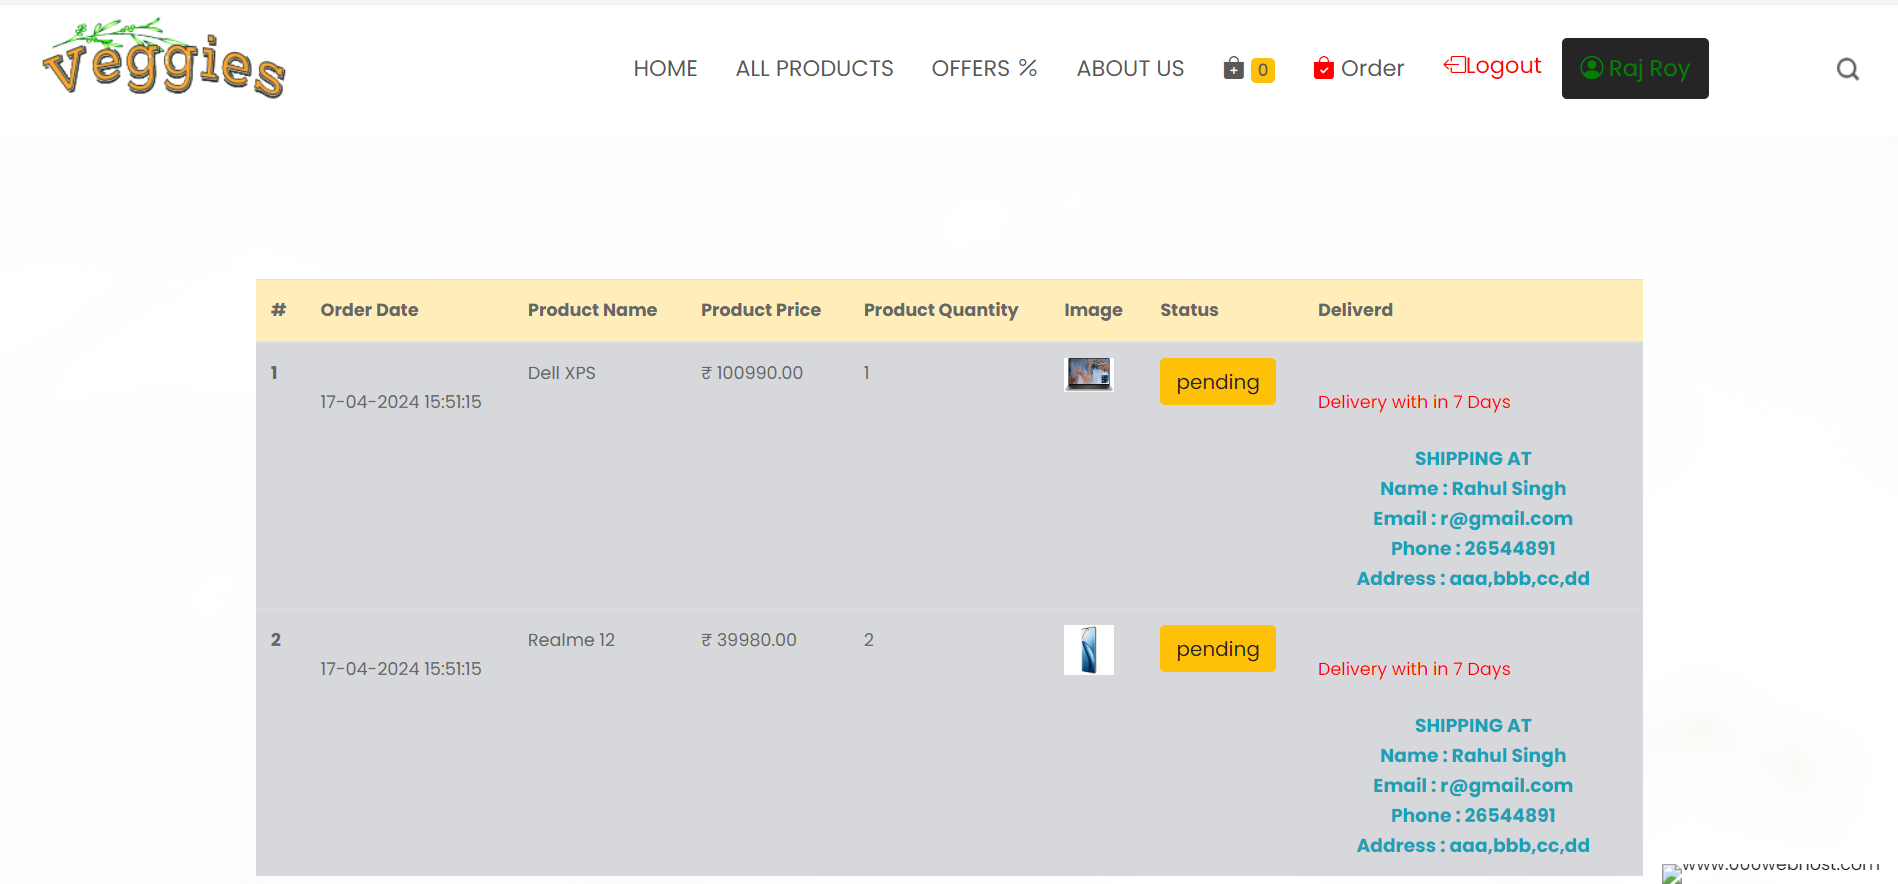 Veggies
HOME ALL PRODUCTS OFFERS % ABOUT US 0 Order Logout Raj Roy
# Order Date Product Name Product Price Product Quantity Image Status Deliverd
1 17-04-2024 15:51:15 Dell XPS ₹ 100990.00 1 pending Delivery with in 7 Days
SHIPPING AT
Name : Rahul Singh
Email : r@gmail.com
Phone : 26544891
Address : aaa,bbb,cc,dd
2 17-04-2024 15:51:15 Realme 12 ₹ 39980.00 2 pending Delivery with in 7 Days
SHIPPING AT
Name : Rahul Singh
Email : r@gmail.com
Phone : 26544891
Address : aaa,bbb,cc,dd
www.000webhost.com